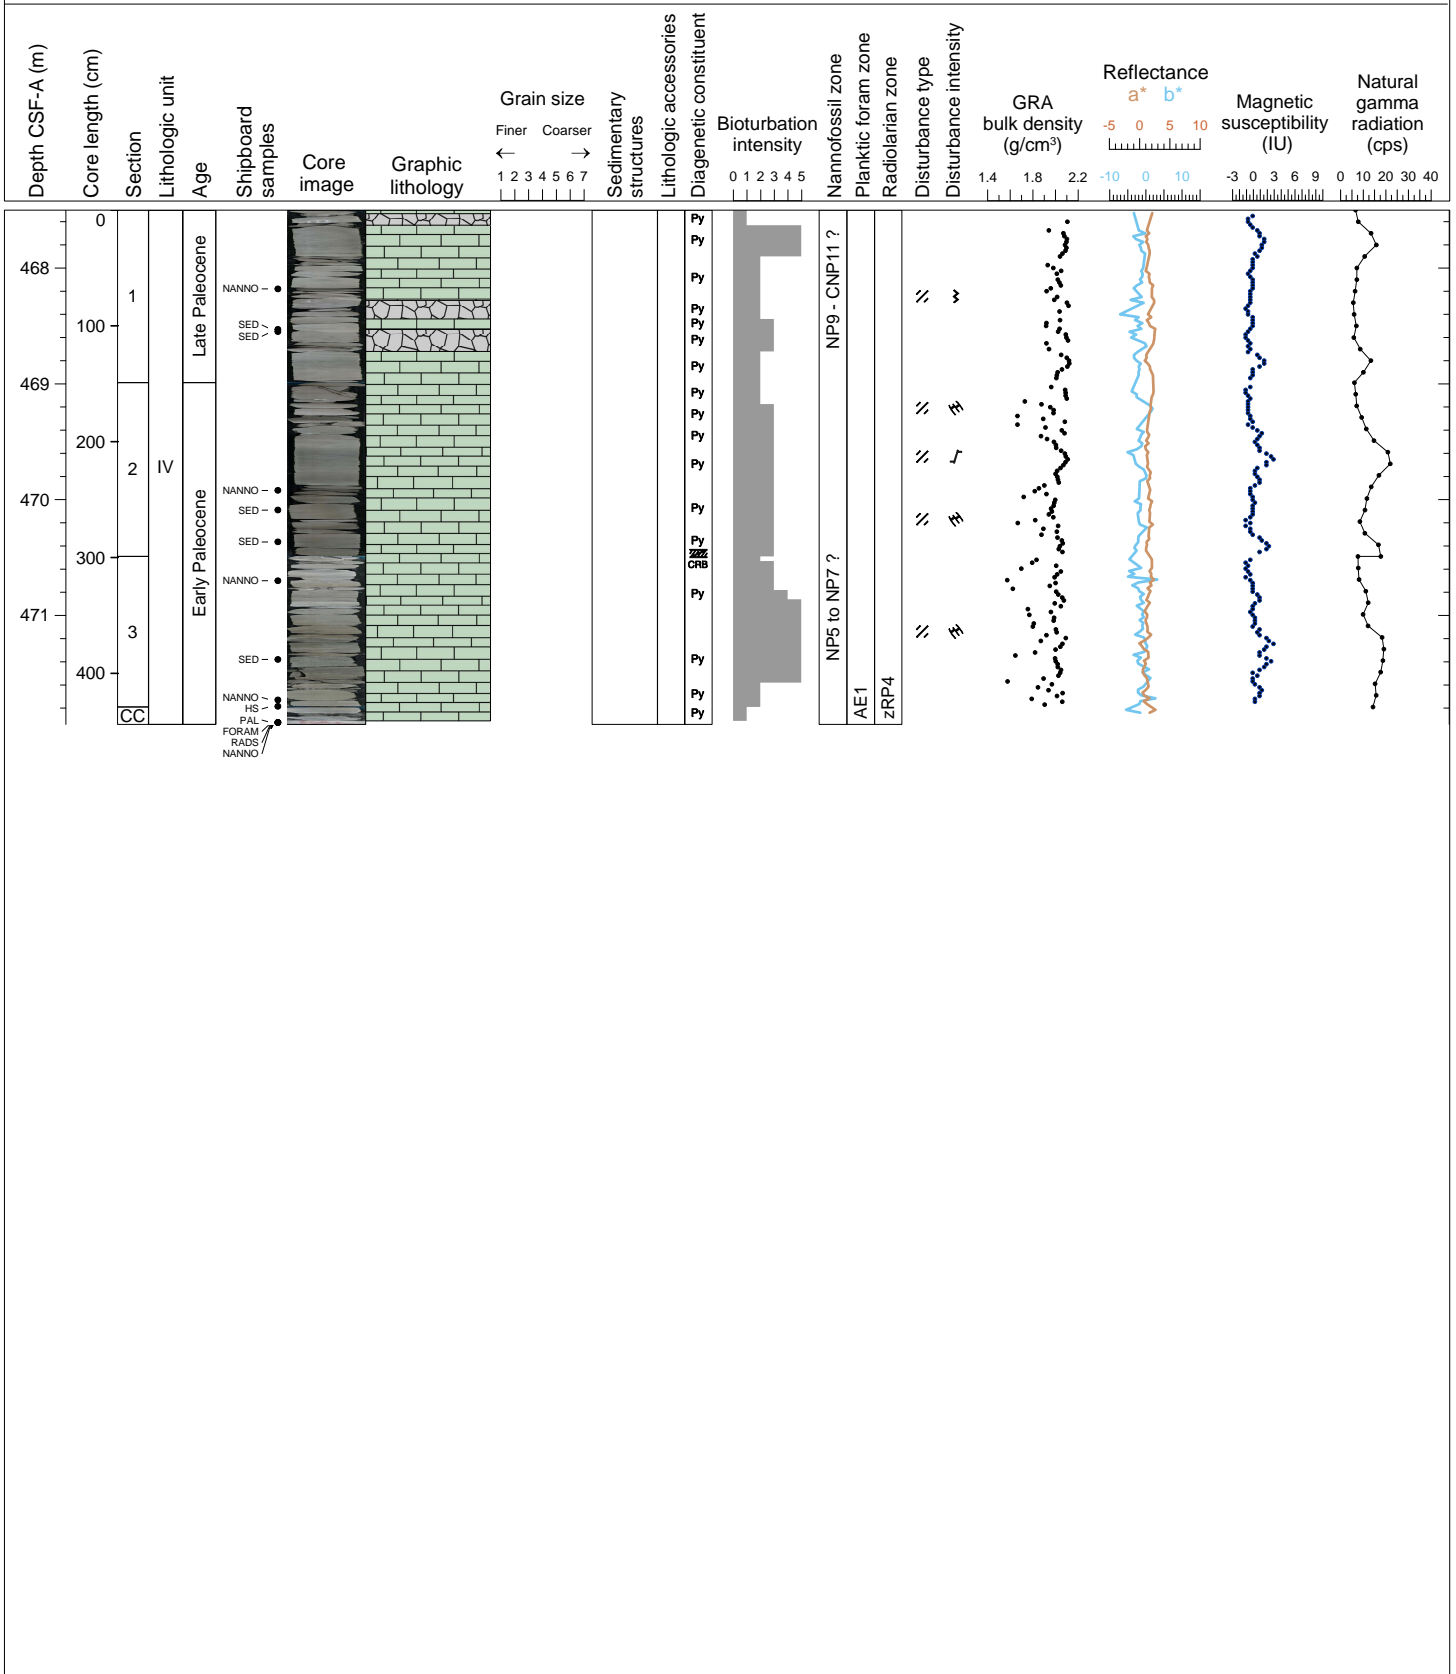 Depth CSF-A (m)
Core length (cm)
Section
Lithologic unit
Age
Shipboard
samples
Core
image
Graphic
lithology
Grain size
Finer Coarser
← →
1 2 3 4 5 6 7
Sedimentary
structures
Lithologic accessories
Diagenetic constituent
Bioturbation
intensity
0 1 2 3 4 5
Nannofossil zone
Planktic foram zone
Radiolarian zone
Disturbance type
Disturbance intensity
GRA
bulk density
(g/cm³)
1.4 1.8 2.2
Reflectance
a* b*
-5 0 5 10
-10 0 10
Magnetic
susceptibility
(IU)
-3 0 3 6 9
Natural
gamma
radiation
(cps)
0 10 20 30 40
468
469
470
471
0
100
200
300
400
1
2
3
CC
IV
Late Paleocene
Early Paleocene
NANNO
SED
SED
NANNO
SED
SED
NANNO
SED
NANNO
HS
PAL
FORAM
RADS
NANNO
Py
Py
Py
Py
Py
Py
Py
Py
Py
Py
Py
Py
Py
CRB
Py
Py
Py
Py
NP9 - CNP11 ?
NP5 to NP7 ?
AE1
zRP4